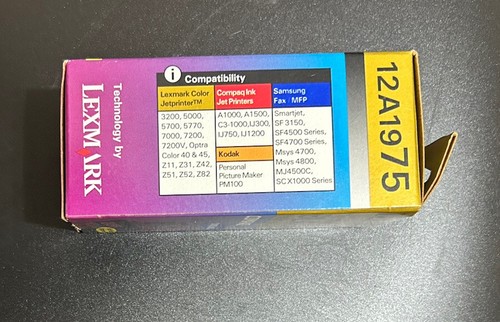 Technology by
LEXMARK
i Compatibility
Lexmark Color
Jetprinter™
3200, 5000,
5700, 5770,
7000, 7200,
7200V, Optra
Color 40 & 45,
Z11, Z31, Z42,
Z51, Z52, Z82
Compaq Ink
Jet Printers
A1000, A1500,
C3-1000, IJ300,
IJ750, IJ1200
Kodak
Personal
Picture Maker
PM100
Samsung
Fax / MFP
Smartjet,
SF 3150,
SF4500 Series,
SF4700 Series,
Msys 4700,
Msys 4800,
MJ4500C,
SCX1000 Series
12A1975